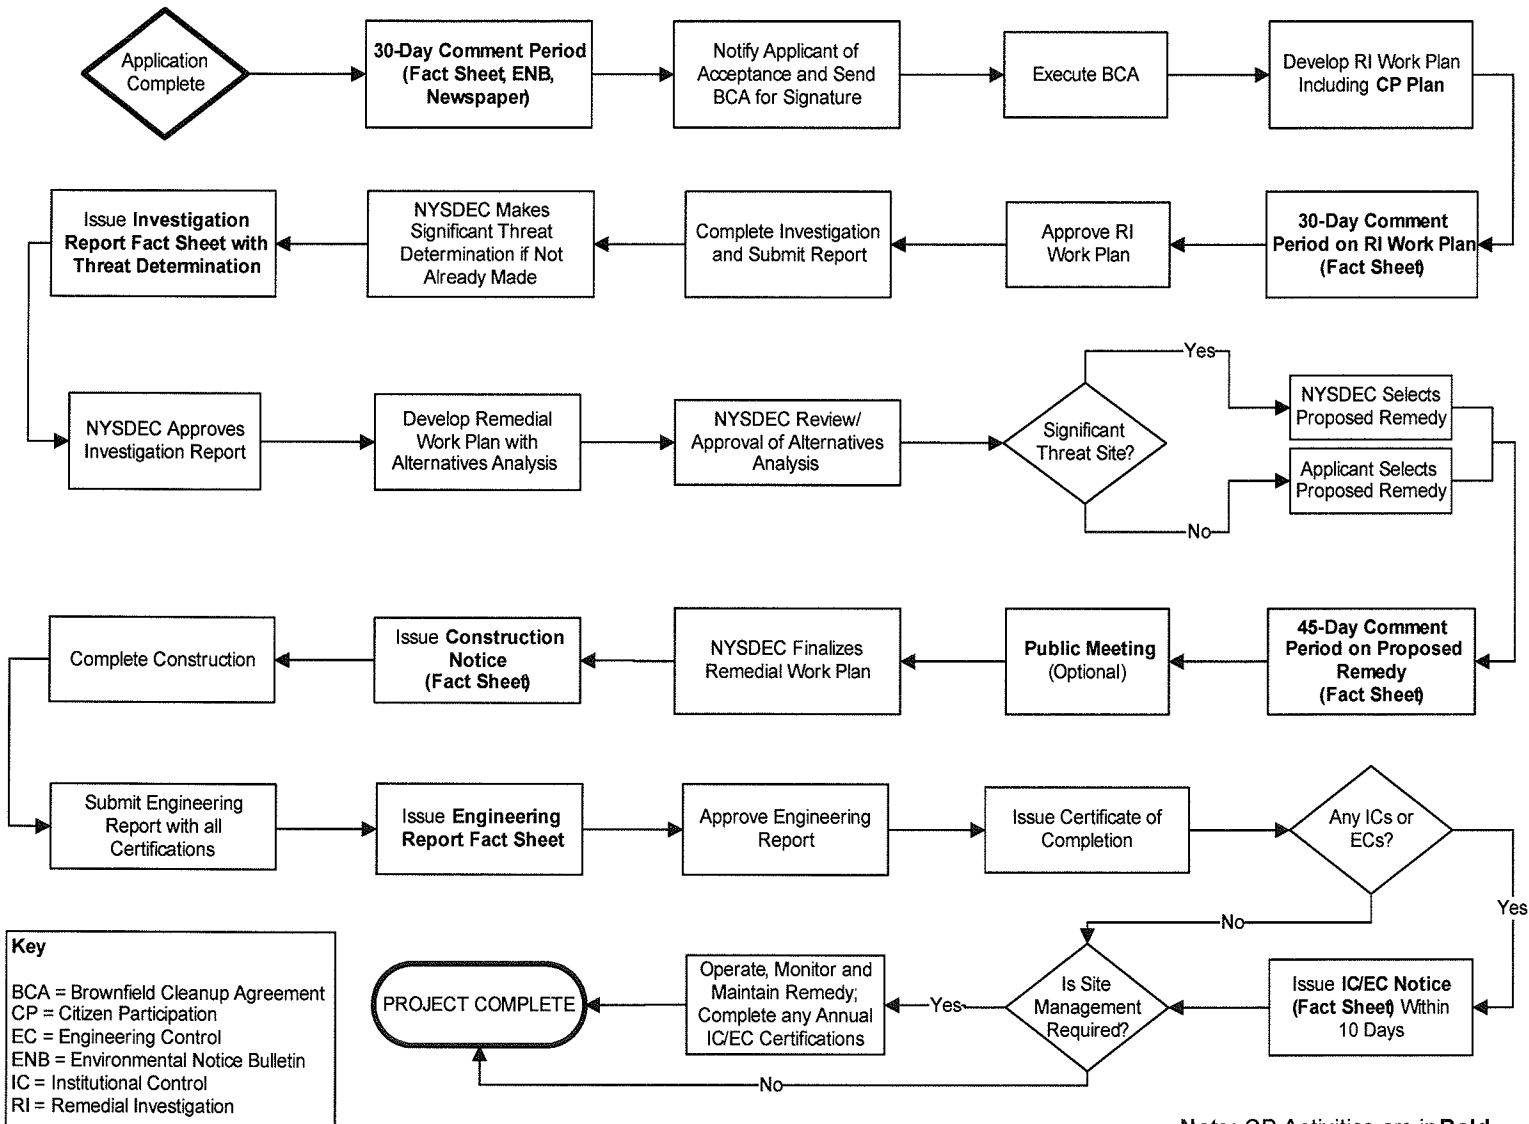 Application
Complete
30-Day Comment Period
(Fact Sheet, ENB,
Newspaper)
Notify Applicant of
Acceptance and Send
BCA for Signature
Execute BCA
Develop RI Work Plan
Including CP Plan
Issue Investigation
Report Fact Sheet with
Threat Determination
NYSDEC Makes
Significant Threat
Determination if Not
Already Made
Complete Investigation
and Submit Report
Approve RI
Work Plan
30-Day Comment
Period on RI Work Plan
(Fact Sheet)
NYSDEC Approves
Investigation Report
Develop Remedial
Work Plan with
Alternatives Analysis
NYSDEC Review/
Approval of Alternatives
Analysis
Significant
Threat Site?
Yes
No
NYSDEC Selects
Proposed Remedy
Applicant Selects
Proposed Remedy
Complete Construction
Issue Construction
Notice
(Fact Sheet)
NYSDEC Finalizes
Remedial Work Plan
Public Meeting
(Optional)
45-Day Comment
Period on Proposed
Remedy
(Fact Sheet)
Submit Engineering
Report with all
Certifications
Issue Engineering
Report Fact Sheet
Approve Engineering
Report
Issue Certificate of
Completion
Any ICs or
ECs?
Yes
No
Key
BCA = Brownfield Cleanup Agreement
CP = Citizen Participation
EC = Engineering Control
ENB = Environmental Notice Bulletin
IC = Institutional Control
RI = Remedial Investigation
PROJECT COMPLETE
Operate, Monitor and
Maintain Remedy;
Complete any Annual
IC/EC Certifications
Yes
Is Site
Management
Required?
Issue IC/EC Notice
(Fact Sheet) Within
10 Days
No
Note: CP Activities are in Bold